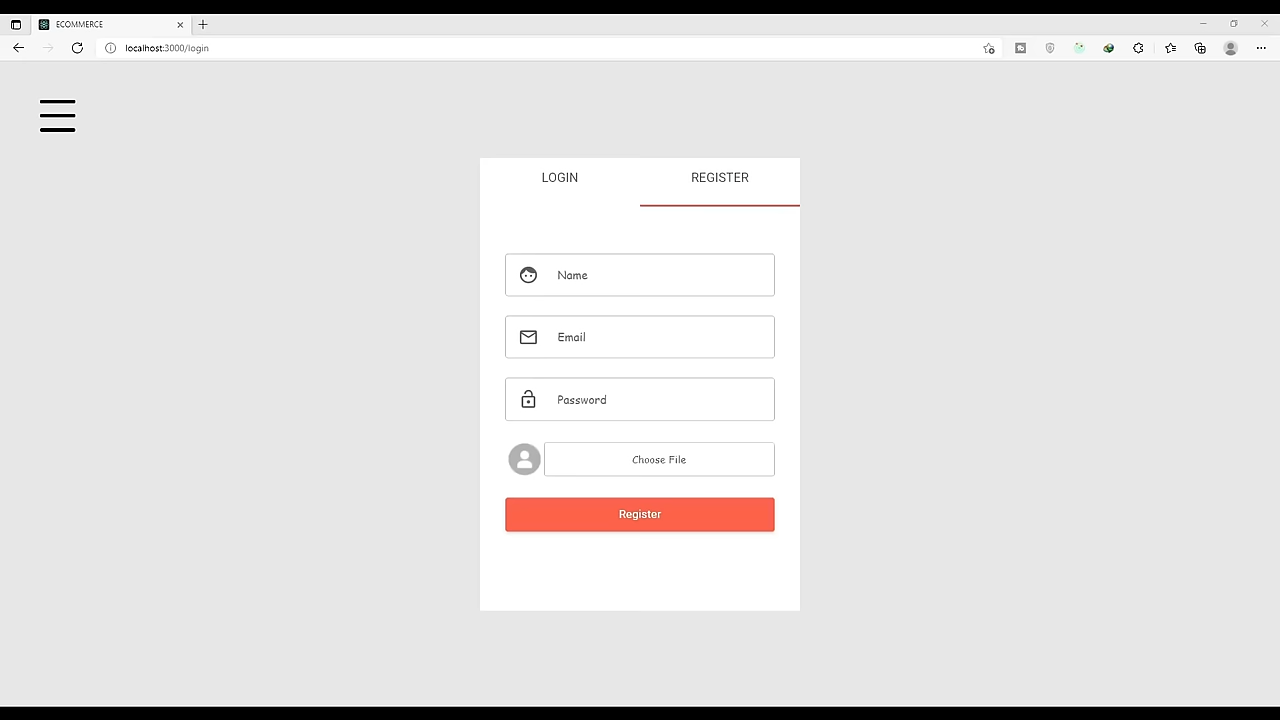 ECOMMERCE
localhost:3000/login
LOGIN
REGISTER
Name
Email
Password
Choose File
Register